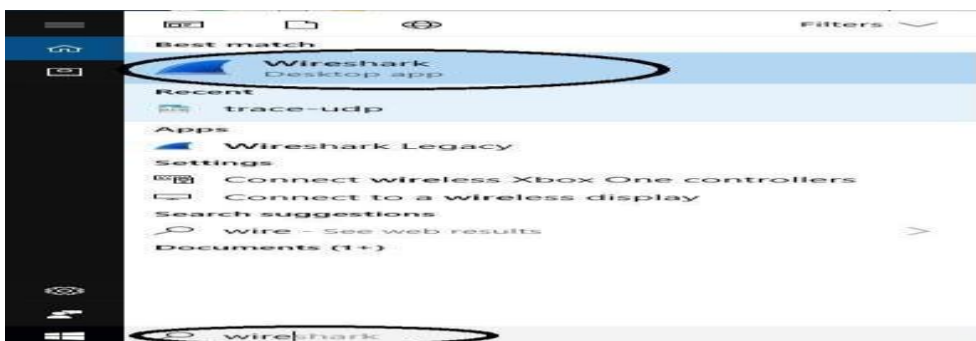 Filters
Best match
Wireshark
Desktop app
Recent
trace-udp
Apps
Wireshark Legacy
Settings
Connect wireless Xbox One controllers
Connect to a wireless display
Search suggestions
wire - See web results
Documents (1+)
wireshark